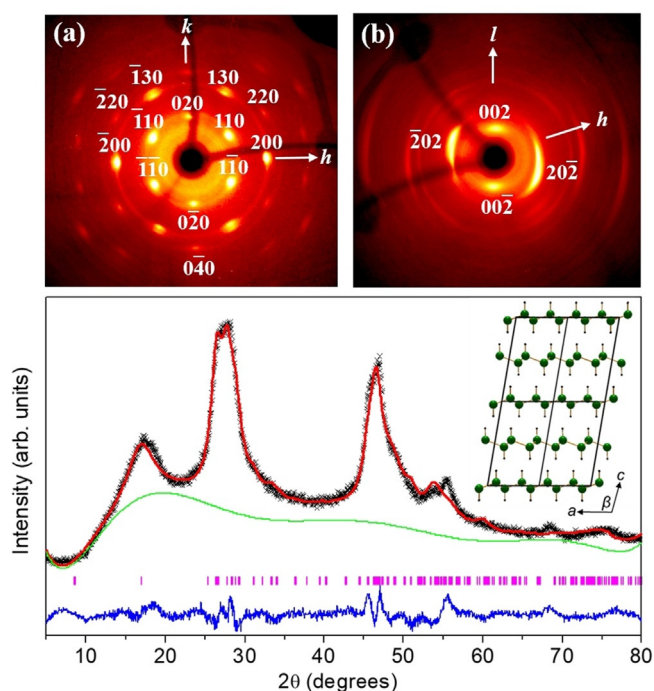 (a)
k
1̄30
130
2̄20
020
220
1̄10
110
2̄00
200
h
1̄1̄0
11̄0
02̄0
04̄0
(b)
l
002
h
2̄02
202̄
002̄
Intensity (arb. units)
c
a
β
10 20 30 40 50 60 70 80
2θ (degrees)